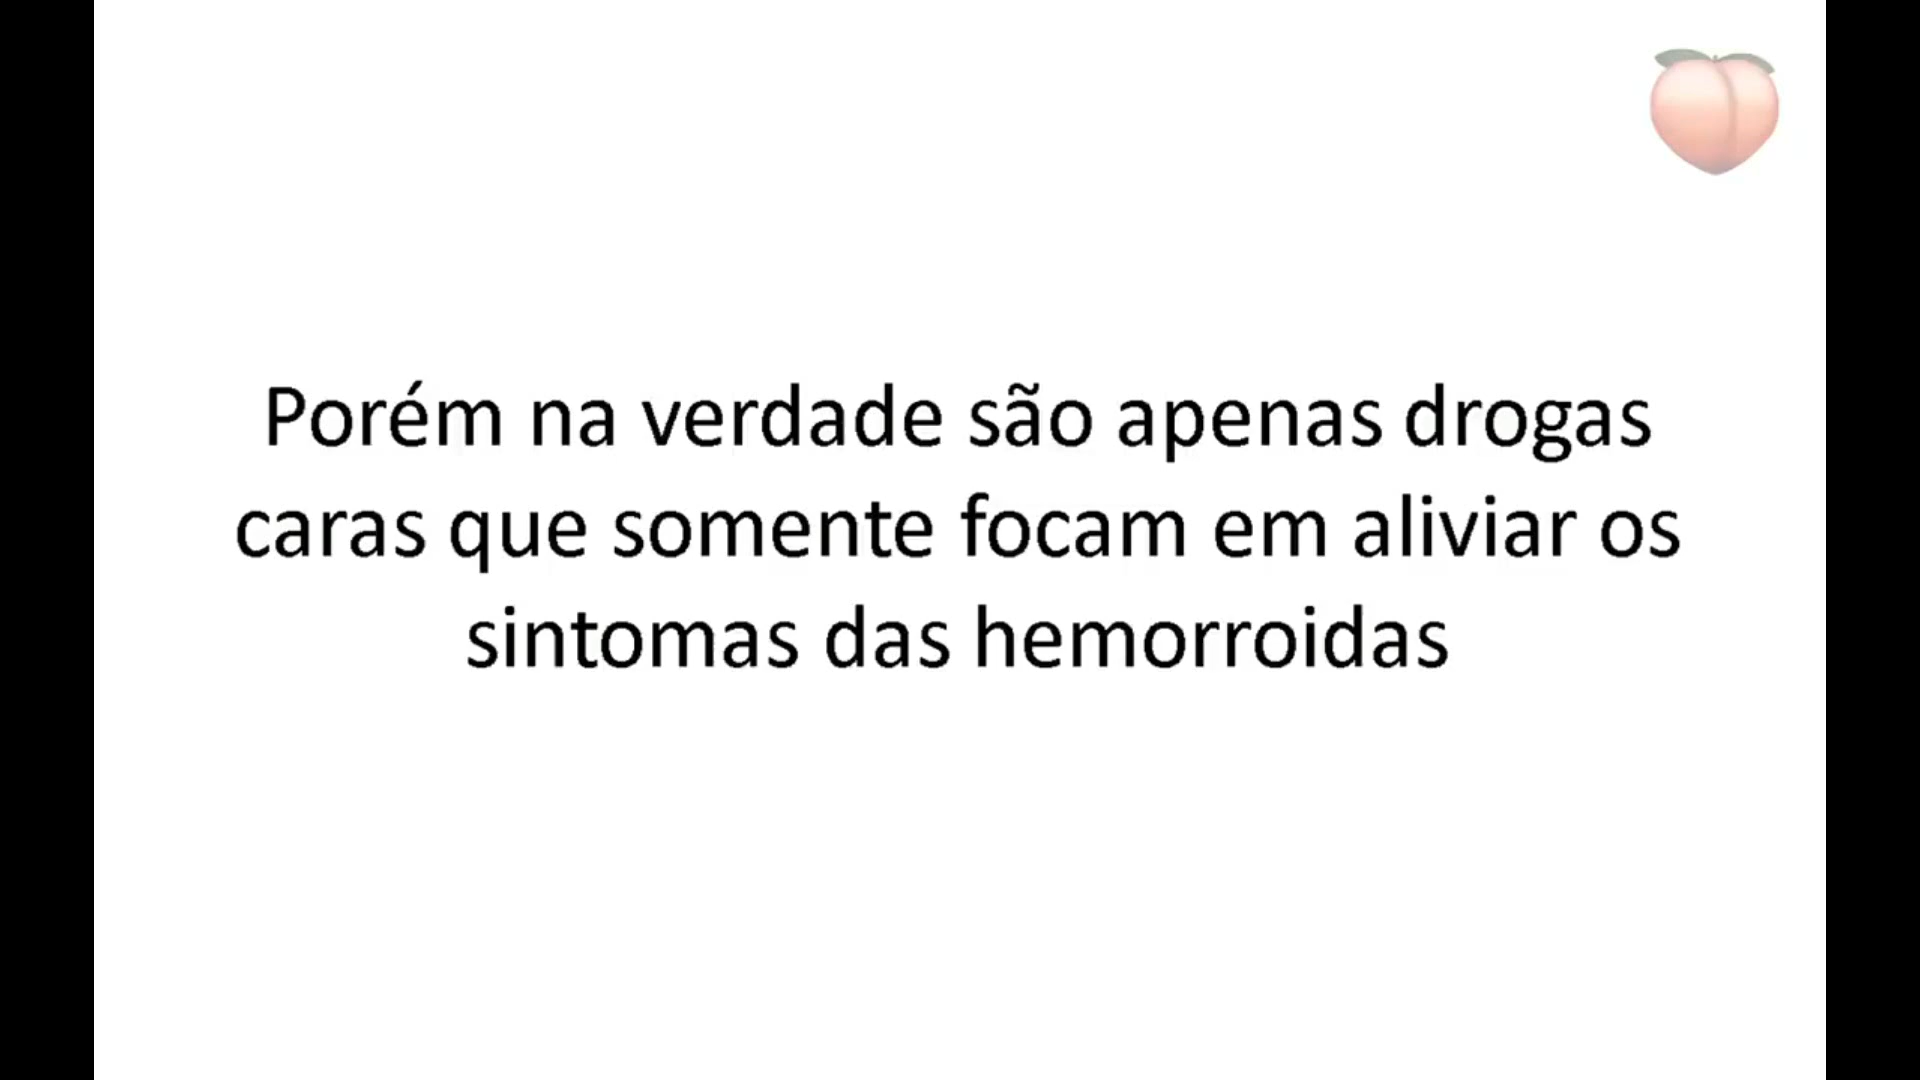 Porém na verdade são apenas drogas
caras que somente focam em aliviar os
sintomas das hemorroidas